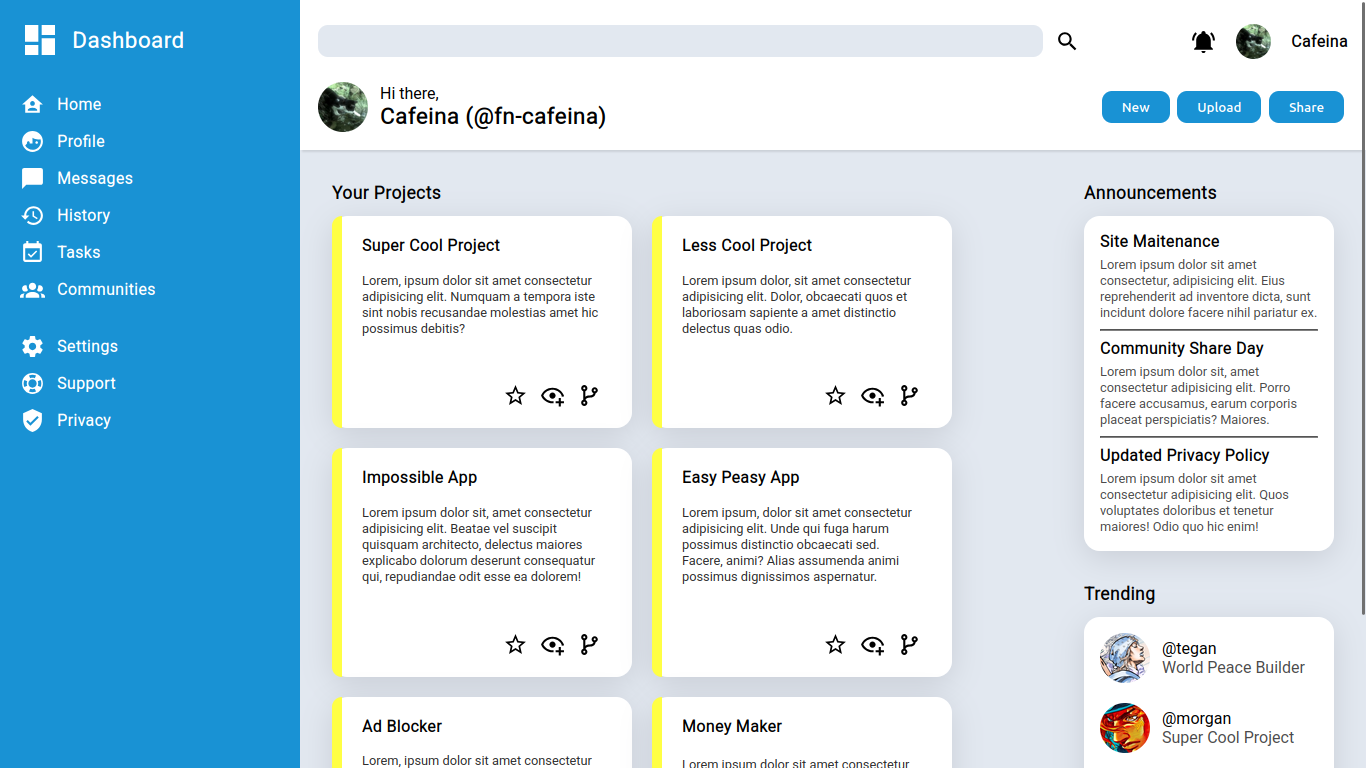 Dashboard
Home
Profile
Messages
History
Tasks
Communities
Settings
Support
Privacy
Cafeina
Hi there,
Cafeina (@fn-cafeina)
New
Upload
Share
Your Projects
Super Cool Project
Lorem, ipsum dolor sit amet consectetur
adipisicing elit. Numquam a tempora iste
sint nobis recusandae molestias amet hic
possimus debitis?
Less Cool Project
Lorem ipsum dolor, sit amet consectetur
adipisicing elit. Dolor, obcaecati quos et
laboriosam sapiente a amet distinctio
delectus quas odio.
Impossible App
Lorem ipsum dolor sit, amet consectetur
adipisicing elit. Beatae vel suscipit
quisquam architecto, delectus maiores
explicabo dolorum deserunt consequatur
qui, repudiandae odit esse ea dolorem!
Easy Peasy App
Lorem ipsum, dolor sit amet consectetur
adipisicing elit. Unde qui fuga harum
possimus distinctio obcaecati sed.
Facere, animi? Alias assumenda animi
possimus dignissimos aspernatur.
Ad Blocker
Lorem, ipsum dolor sit amet consectetur
Money Maker
Lorem ipsum dolor sit amet consectetur
Announcements
Site Maitenance
Lorem ipsum dolor sit amet
consectetur, adipisicing elit. Eius
reprehenderit ad inventore dicta, sunt
incidunt dolore facere nihil pariatur ex.
Community Share Day
Lorem ipsum dolor sit, amet
consectetur adipisicing elit. Porro
facere accusamus, earum corporis
placeat perspiciatis? Maiores.
Updated Privacy Policy
Lorem ipsum dolor sit amet
consectetur adipisicing elit. Quos
voluptates doloribus et tenetur
maiores! Odio quo hic enim!
Trending
@tegan
World Peace Builder
@morgan
Super Cool Project